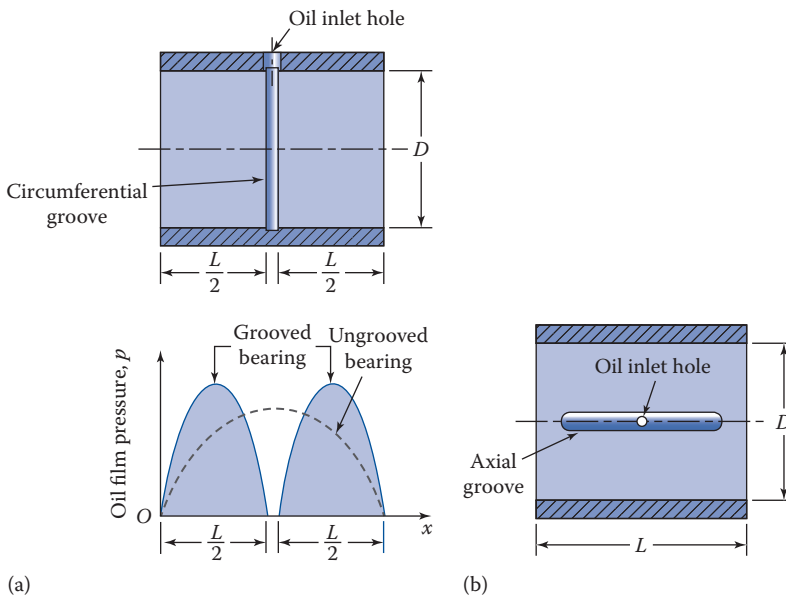 Oil inlet hole
D
Circumferential
groove
L/2
L/2
Grooved
bearing
Ungrooved
bearing
Oil film pressure, p
O
x
L/2
L/2
(a)
Oil inlet hole
D
Axial
groove
L
(b)